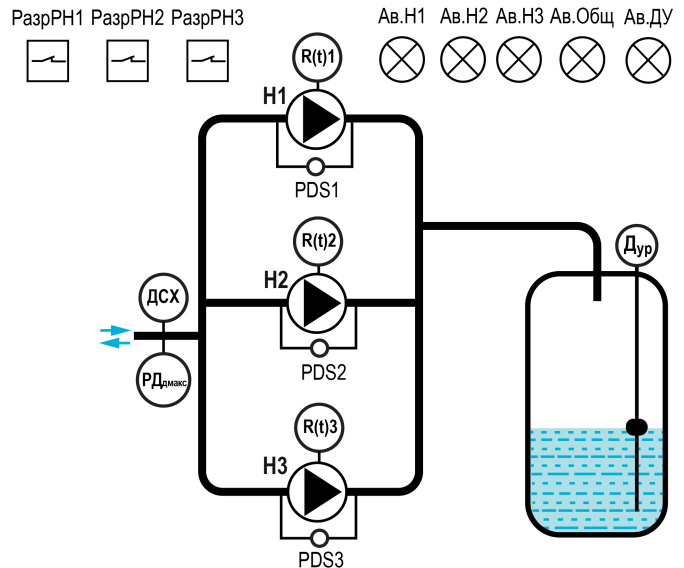 РазрРН1 РазрРН2 РазрРН3 Ав.Н1 Ав.Н2 Ав.Н3 Ав.Общ Ав.ДУ
R(t)1
Н1
PDS1
R(t)2
Дур
Н2
ДСХ
PDS2
РДдмакс
R(t)3
Н3
PDS3